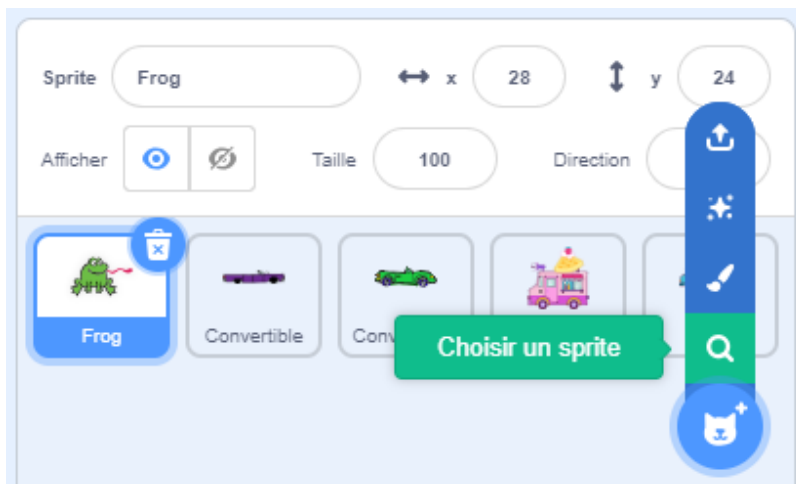 Sprite Frog x 28 y 24
Afficher Taille 100 Direction
Frog Convertible
Choisir un sprite